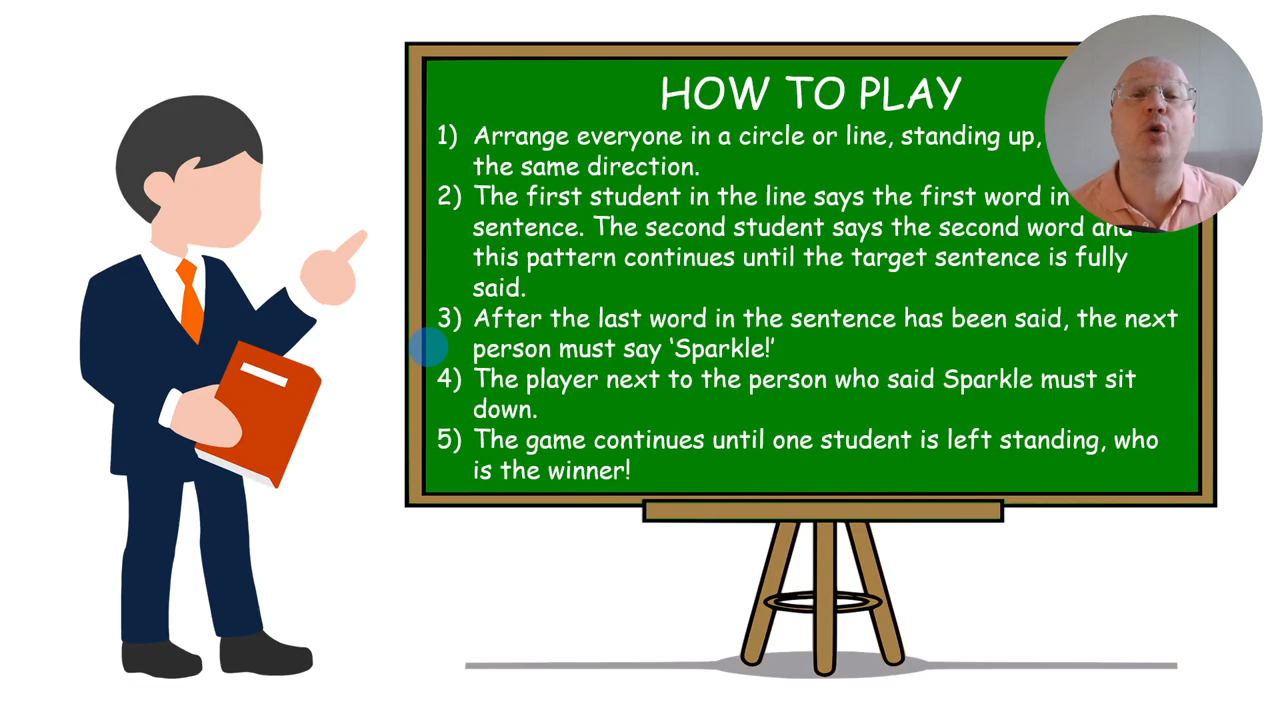 HOW TO PLAY
1) Arrange everyone in a circle or line, standing up,
the same direction.
2) The first student in the line says the first word in
sentence. The second student says the second word and
this pattern continues until the target sentence is fully
said.
3) After the last word in the sentence has been said, the next
person must say ‘Sparkle!’
4) The player next to the person who said Sparkle must sit
down.
5) The game continues until one student is left standing, who
is the winner!